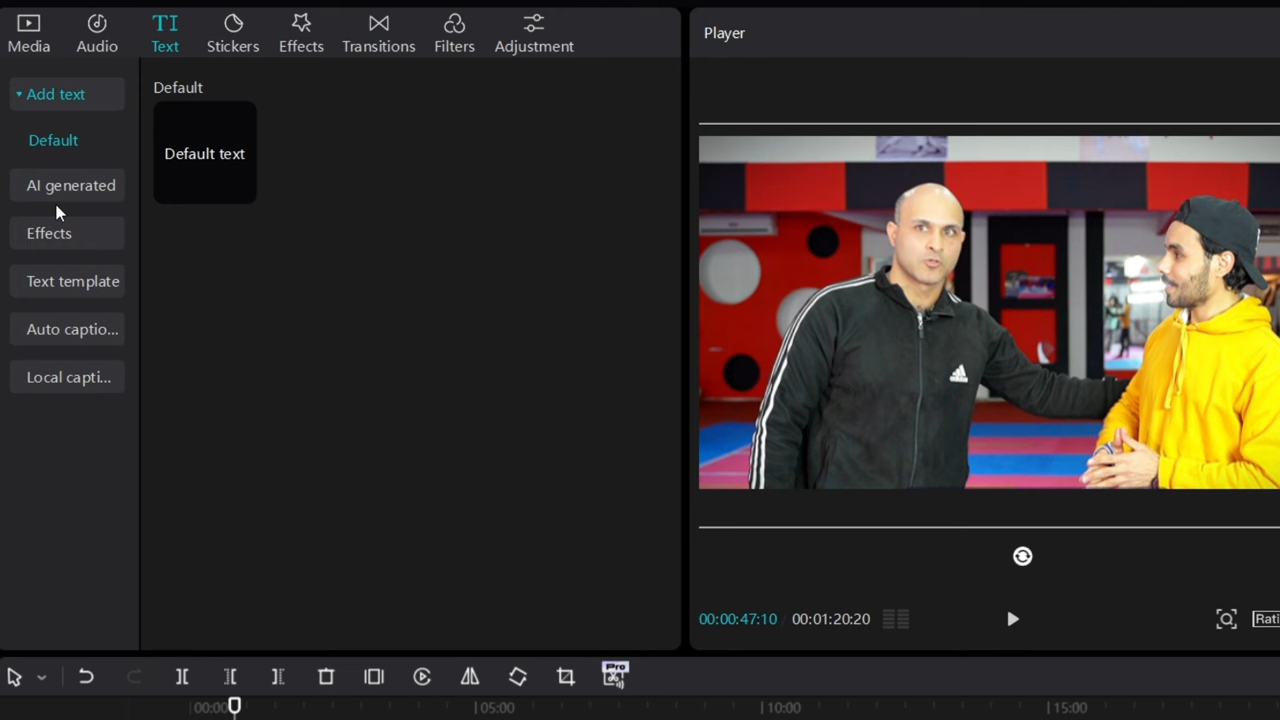 Media Audio Text Stickers Effects Transitions Filters Adjustment
Player
Add text
Default
AI generated
Effects
Text template
Auto captio...
Local capti...
Default
Default text
adidas
00:00:47:10 00:01:20:20
Rati
Pro
00:00 05:00 10:00 15:00